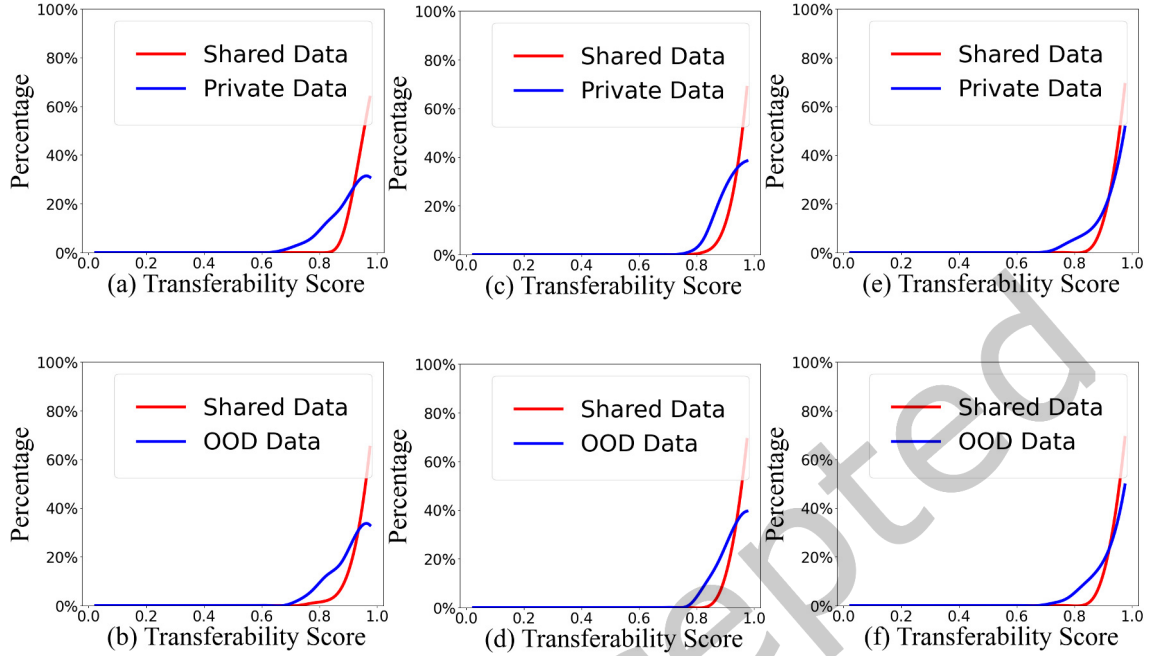 100%
80%
60%
40%
20%
0%
Percentage
Shared Data
Private Data
0.0 0.2 0.4 0.6 0.8 1.0
(a) Transferability Score
100%
80%
60%
40%
20%
0%
Percentage
Shared Data
Private Data
0.0 0.2 0.4 0.6 0.8 1.0
(c) Transferability Score
100%
80%
60%
40%
20%
0%
Percentage
Shared Data
Private Data
0.0 0.2 0.4 0.6 0.8 1.0
(e) Transferability Score
100%
80%
60%
40%
20%
0%
Percentage
Shared Data
OOD Data
0.0 0.2 0.4 0.6 0.8 1.0
(b) Transferability Score
100%
80%
60%
40%
20%
0%
Percentage
Shared Data
OOD Data
0.0 0.2 0.4 0.6 0.8 1.0
(d) Transferability Score
100%
80%
60%
40%
20%
0%
Percentage
Shared Data
OOD Data
0.0 0.2 0.4 0.6 0.8 1.0
(f) Transferability Score
epted